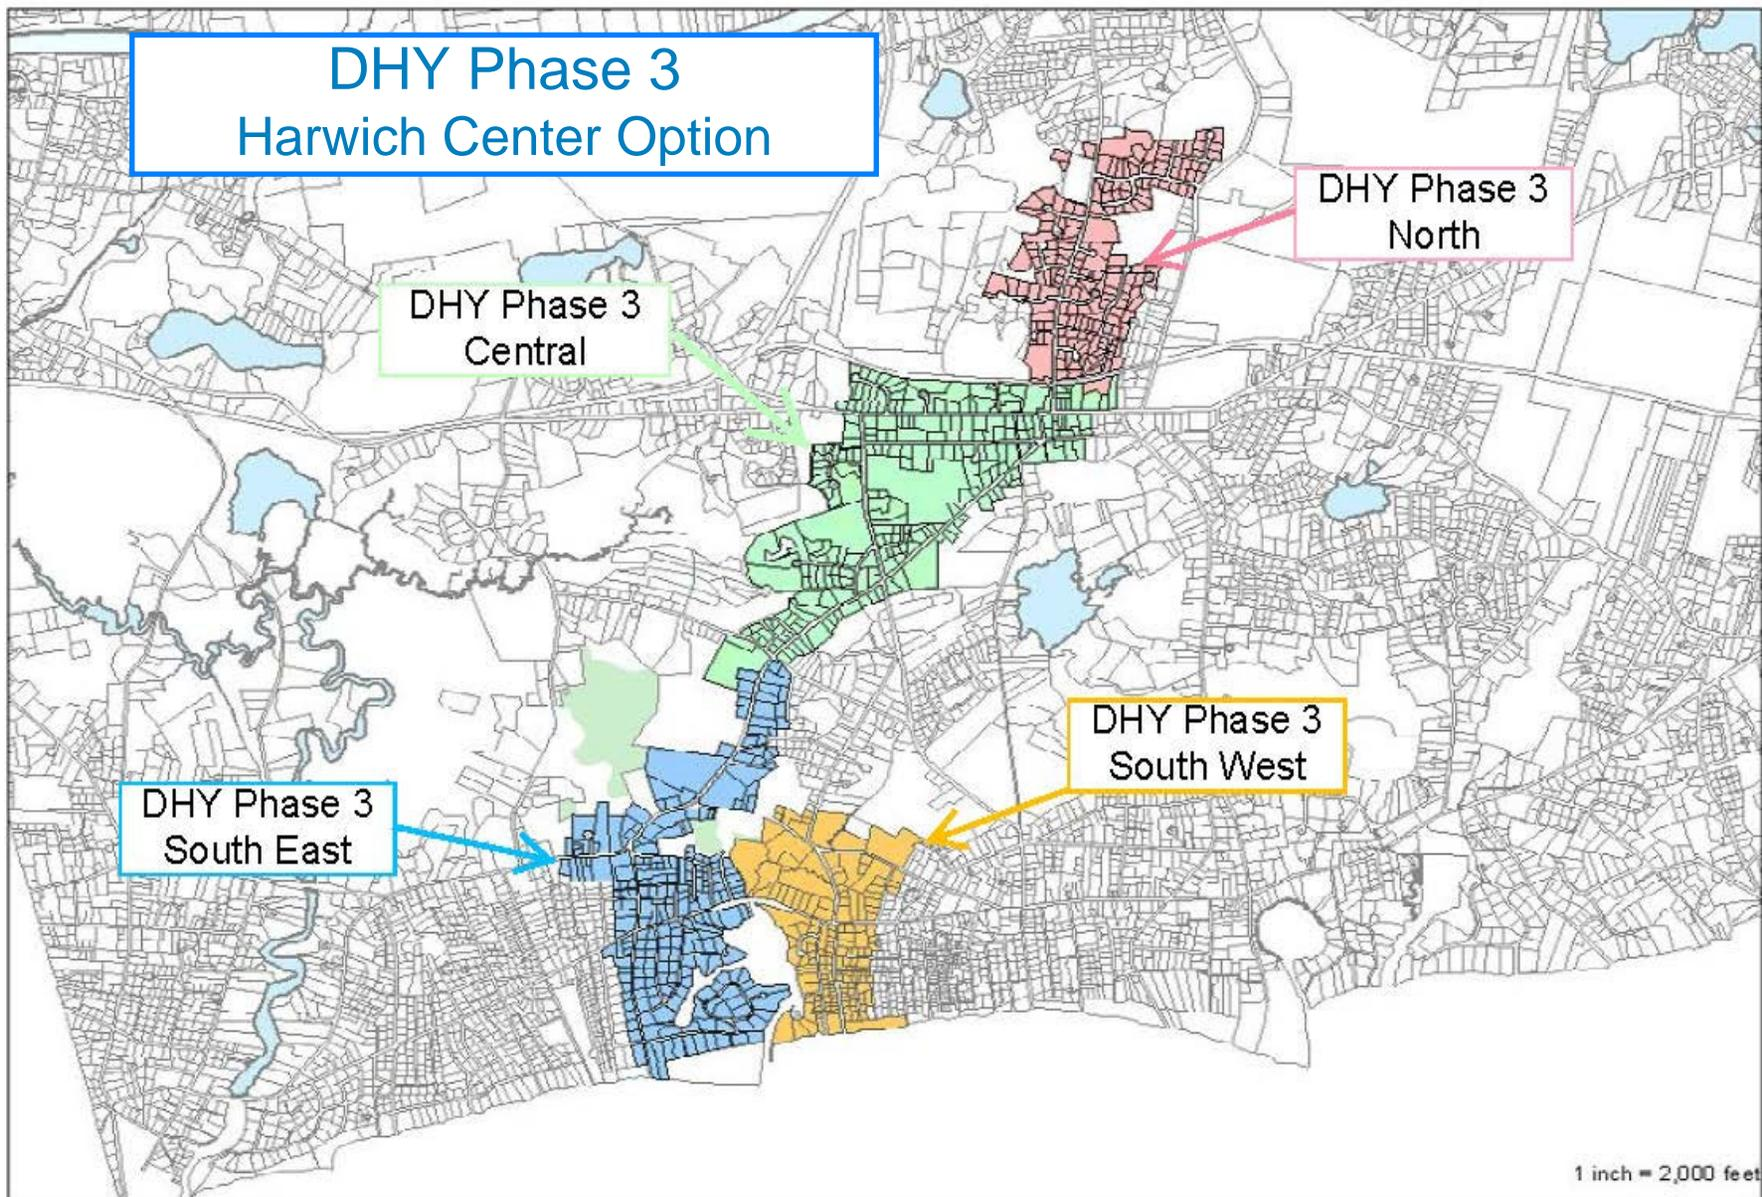 DHY Phase 3
Harwich Center Option
DHY Phase 3
North
DHY Phase 3
Central
DHY Phase 3
South West
DHY Phase 3
South East
1 inch = 2,000 feet